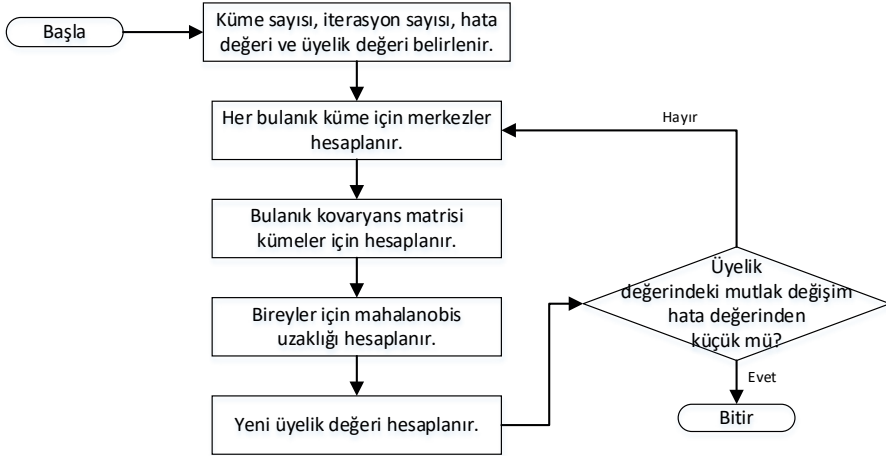 Başla
Küme sayısı, iterasyon sayısı, hata
değeri ve üyelik değeri belirlenir.
Her bulanık küme için merkezler
hesaplanır.
Bulanık kovaryans matrisi
kümeler için hesaplanır.
Bireyler için mahalanobis
uzaklığı hesaplanır.
Yeni üyelik değeri hesaplanır.
Hayır
Üyelik
değerindeki mutlak değişim
hata değerinden
küçük mü?
Evet
Bitir